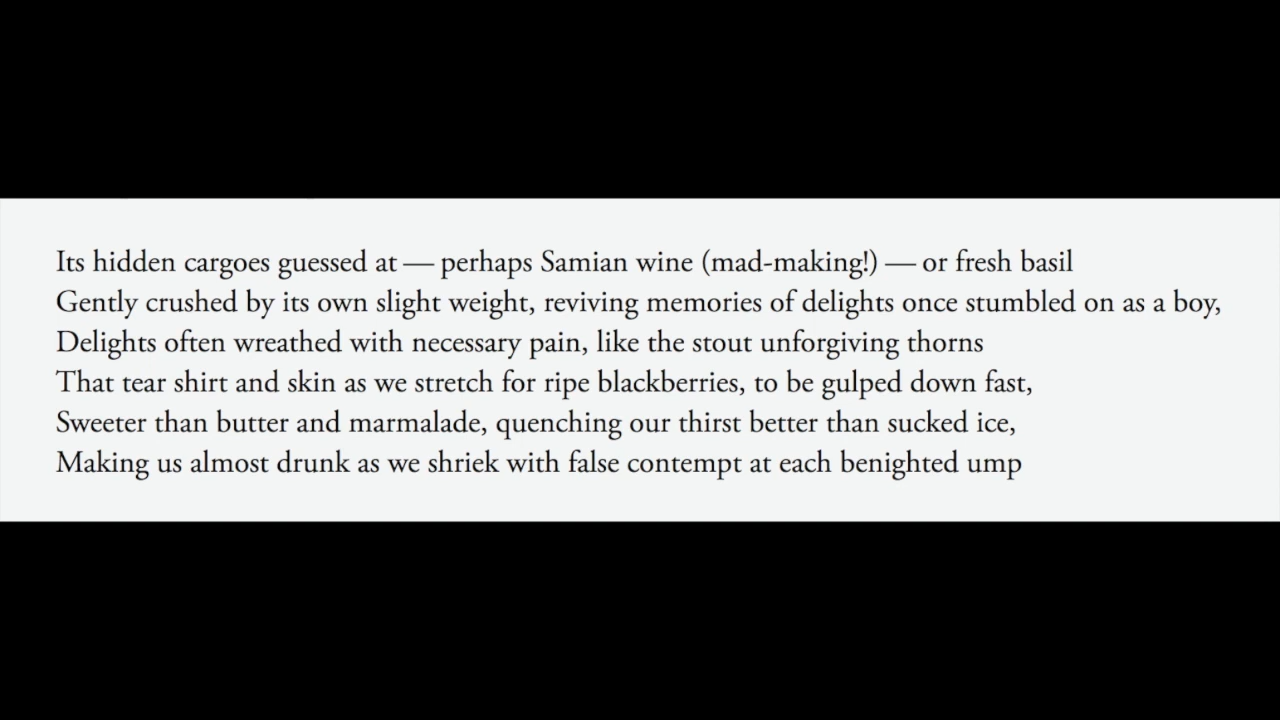 Its hidden cargoes guessed at — perhaps Samian wine (mad-making!) — or fresh basil
Gently crushed by its own slight weight, reviving memories of delights once stumbled on as a boy,
Delights often wreathed with necessary pain, like the stout unforgiving thorns
That tear shirt and skin as we stretch for ripe blackberries, to be gulped down fast,
Sweeter than butter and marmalade, quenching our thirst better than sucked ice,
Making us almost drunk as we shriek with false contempt at each benighted ump